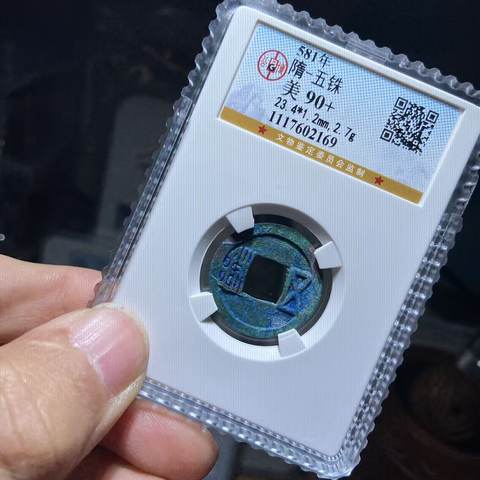 581年
隋-五铢
美 90+
23.4*1.2mm,2.7g
1117602169
★ 文物鉴定委员会监制 ★
五